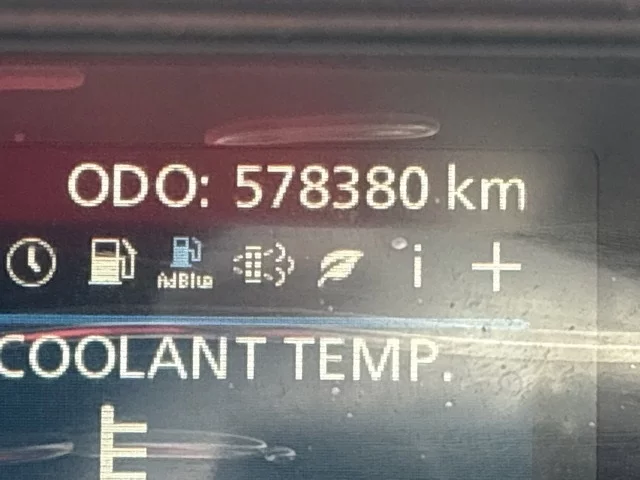 ODO: 578380 km
AdBlue i +
COOLANT TEMP.